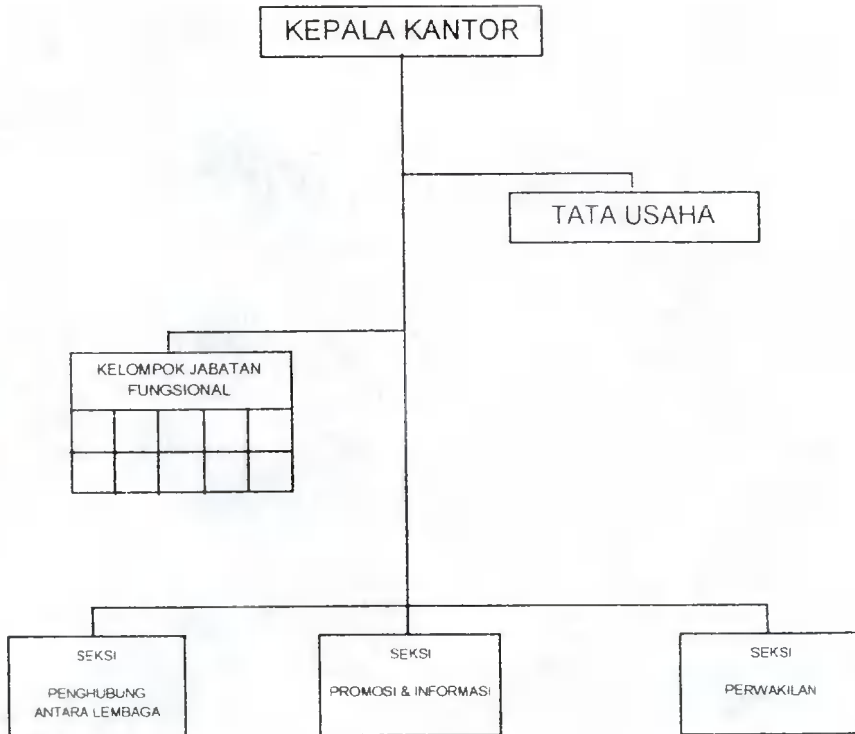 KEPALA KANTOR
TATA USAHA
KELOMPOK JABATAN
FUNGSIONAL
SEKSI
PENGHUBUNG
ANTARA LEMBAGA
SEKSI
PROMOSI & INFORMASI
SEKSI
PERWAKILAN